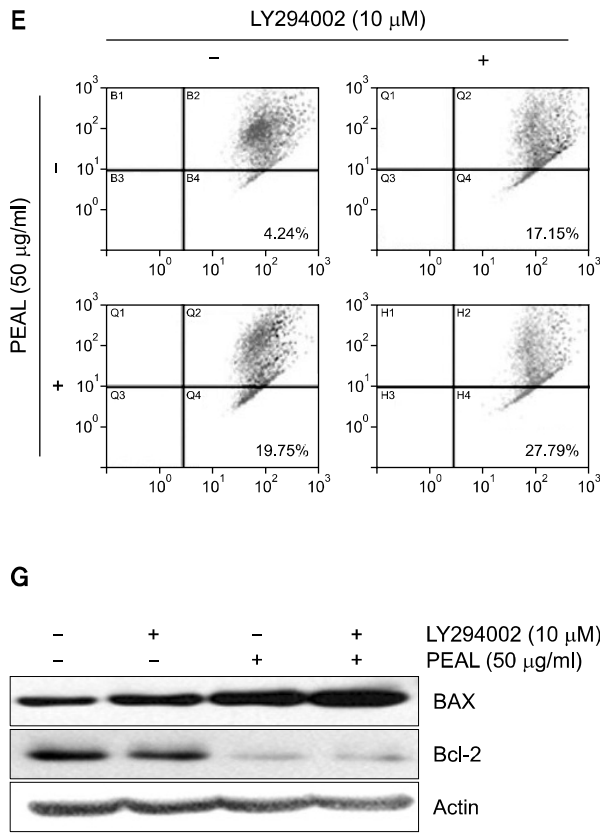 E
LY294002 (10 μM)
− +
PEAL (50 μg/ml)
−
10³ 10² 10¹ 10⁰
B1 B2
B3 B4
4.24%
10⁰ 10¹ 10² 10³
10³ 10² 10¹ 10⁰
Q1 Q2
Q3 Q4
17.15%
10⁰ 10¹ 10² 10³
+
10³ 10² 10¹ 10⁰
Q1 Q2
Q3 Q4
19.75%
10⁰ 10¹ 10² 10³
10³ 10² 10¹ 10⁰
H1 H2
H3 H4
27.79%
10⁰ 10¹ 10² 10³
G
− + − + LY294002 (10 μM)
− − + + PEAL (50 μg/ml)
BAX
Bcl-2
Actin